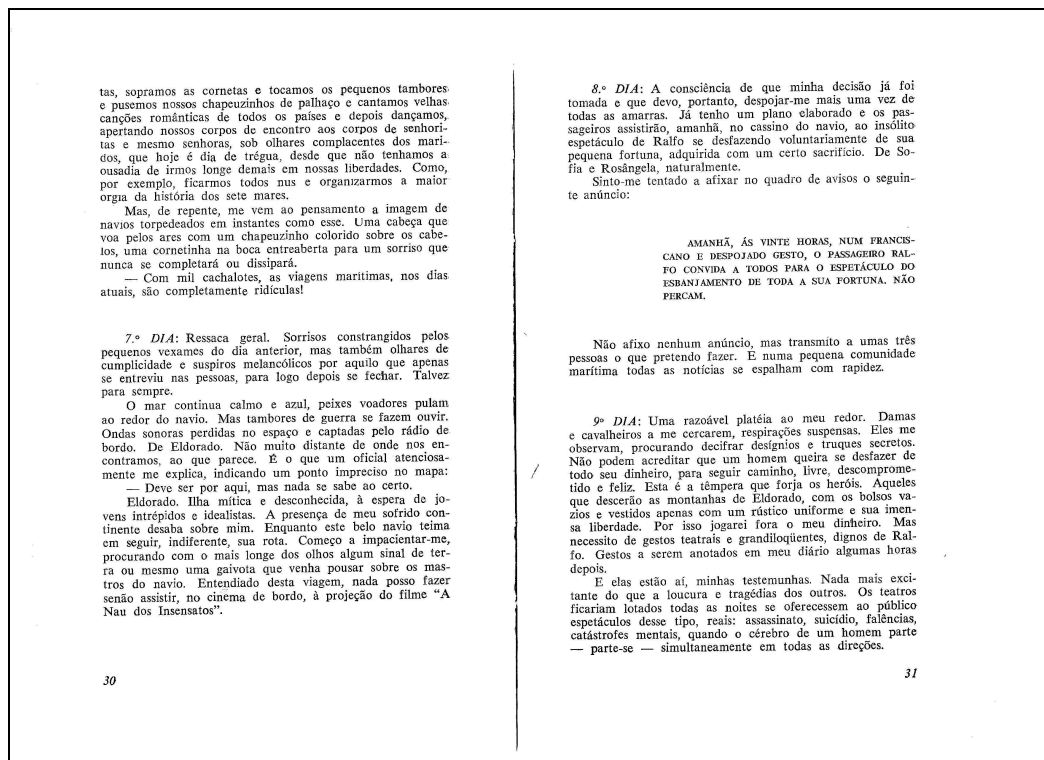 tas, sopramos as cornetas e tocamos os pequenos tambores
e pusemos nossos chapeuzinhos de palhaço e cantamos velhas
canções românticas de todos os países e depois dançamos,
apertando nossos corpos de encontro aos corpos de senhori-
tas e mesmo senhoras, sob olhares complacentes dos mari-
dos, que hoje é dia de trégua, desde que não tenhamos a
ousadia de irmos longe demais em nossas liberdades. Como,
por exemplo, ficarmos todos nus e organizarmos a maior
orgia da história dos sete mares.
Mas, de repente, me vem ao pensamento a imagem de
navios torpedeados em instantes como esse. Uma cabeça que
voa pelos ares com um chapeuzinho colorido sobre os cabe-
los, uma cornetinha na boca entreaberta para um sorriso que
nunca se completará ou dissipará.
— Com mil cachalotes, as viagens marítimas, nos dias
atuais, são completamente ridículas!
7.º DIA: Ressaca geral. Sorrisos constrangidos pelos
pequenos vexames do dia anterior, mas também olhares de
cumplicidade e suspiros melancólicos por aquilo que apenas
se entreviu nas pessoas, para logo depois se fechar. Talvez
para sempre.
O mar continua calmo e azul, peixes voadores pulam
ao redor do navio. Mas tambores de guerra se fazem ouvir.
Ondas sonoras perdidas no espaço e captadas pelo rádio de
bordo. De Eldorado. Não muito distante de onde nos en-
contramos, ao que parece. É o que um oficial atenciosa-
mente me explica, indicando um ponto impreciso no mapa:
— Deve ser por aqui, mas nada se sabe ao certo.
Eldorado. Ilha mítica e desconhecida, à espera de jo-
vens intrépidos e idealistas. A presença de meu sofrido con-
tinente desaba sobre mim. Enquanto este belo navio teima
em seguir, indiferente, sua rota. Começo a impacientar-me,
procurando com o mais longe dos olhos algum sinal de ter-
ra ou mesmo uma gaivota que venha pousar sobre os mas-
tros do navio. Entendiado desta viagem, nada posso fazer
senão assistir, no cinema de bordo, à projeção do filme “A
Nau dos Insensatos”.
30
8.º DIA: A consciência de que minha decisão já foi
tomada e que devo, portanto, despojar-me mais uma vez de
todas as amarras. Já tenho um plano elaborado e os pas-
sageiros assistirão, amanhã, no cassino do navio, ao insólito
espetáculo de Ralfo se desfazendo voluntariamente de sua
pequena fortuna, adquirida com um certo sacrifício. De So-
fia e Rosângela, naturalmente.
Sinto-me tentado a afixar no quadro de avisos o seguin-
te anúncio:
AMANHÃ, ÁS VINTE HORAS, NUM FRANCIS-
CANO E DESPOJADO GESTO, O PASSAGEIRO RAL-
FO CONVIDA A TODOS PARA O ESPETÁCULO DO
ESBANJAMENTO DE TODA A SUA FORTUNA. NÃO
PERCAM.
Não afixo nenhum anúncio, mas transmito a umas três
pessoas o que pretendo fazer. E numa pequena comunidade
marítima todas as notícias se espalham com rapidez.
9º DIA: Uma razoável platéia ao meu redor. Damas
e cavalheiros a me cercarem, respirações suspensas. Eles me
observam, procurando decifrar desígnios e truques secretos.
Não podem acreditar que um homem queira se desfazer de
todo seu dinheiro, para seguir caminho, livre, descomprome-
tido e feliz. Esta é a têmpera que forja os heróis. Aqueles
que descerão as montanhas de Eldorado, com os bolsos va-
zios e vestidos apenas com um rústico uniforme e sua imen-
sa liberdade. Por isso jogarei fora o meu dinheiro. Mas
necessito de gestos teatrais e grandiloqüentes, dignos de Ral-
fo. Gestos a serem anotados em meu diário algumas horas
depois.
E elas estão aí, minhas testemunhas. Nada mais exci-
tante do que a loucura e tragédias dos outros. Os teatros
ficariam lotados todas as noites se oferecessem ao público
espetáculos desse tipo, reais: assassinato, suicídio, falências,
catástrofes mentais, quando o cérebro de um homem parte
— parte-se — simultaneamente em todas as direções.
31